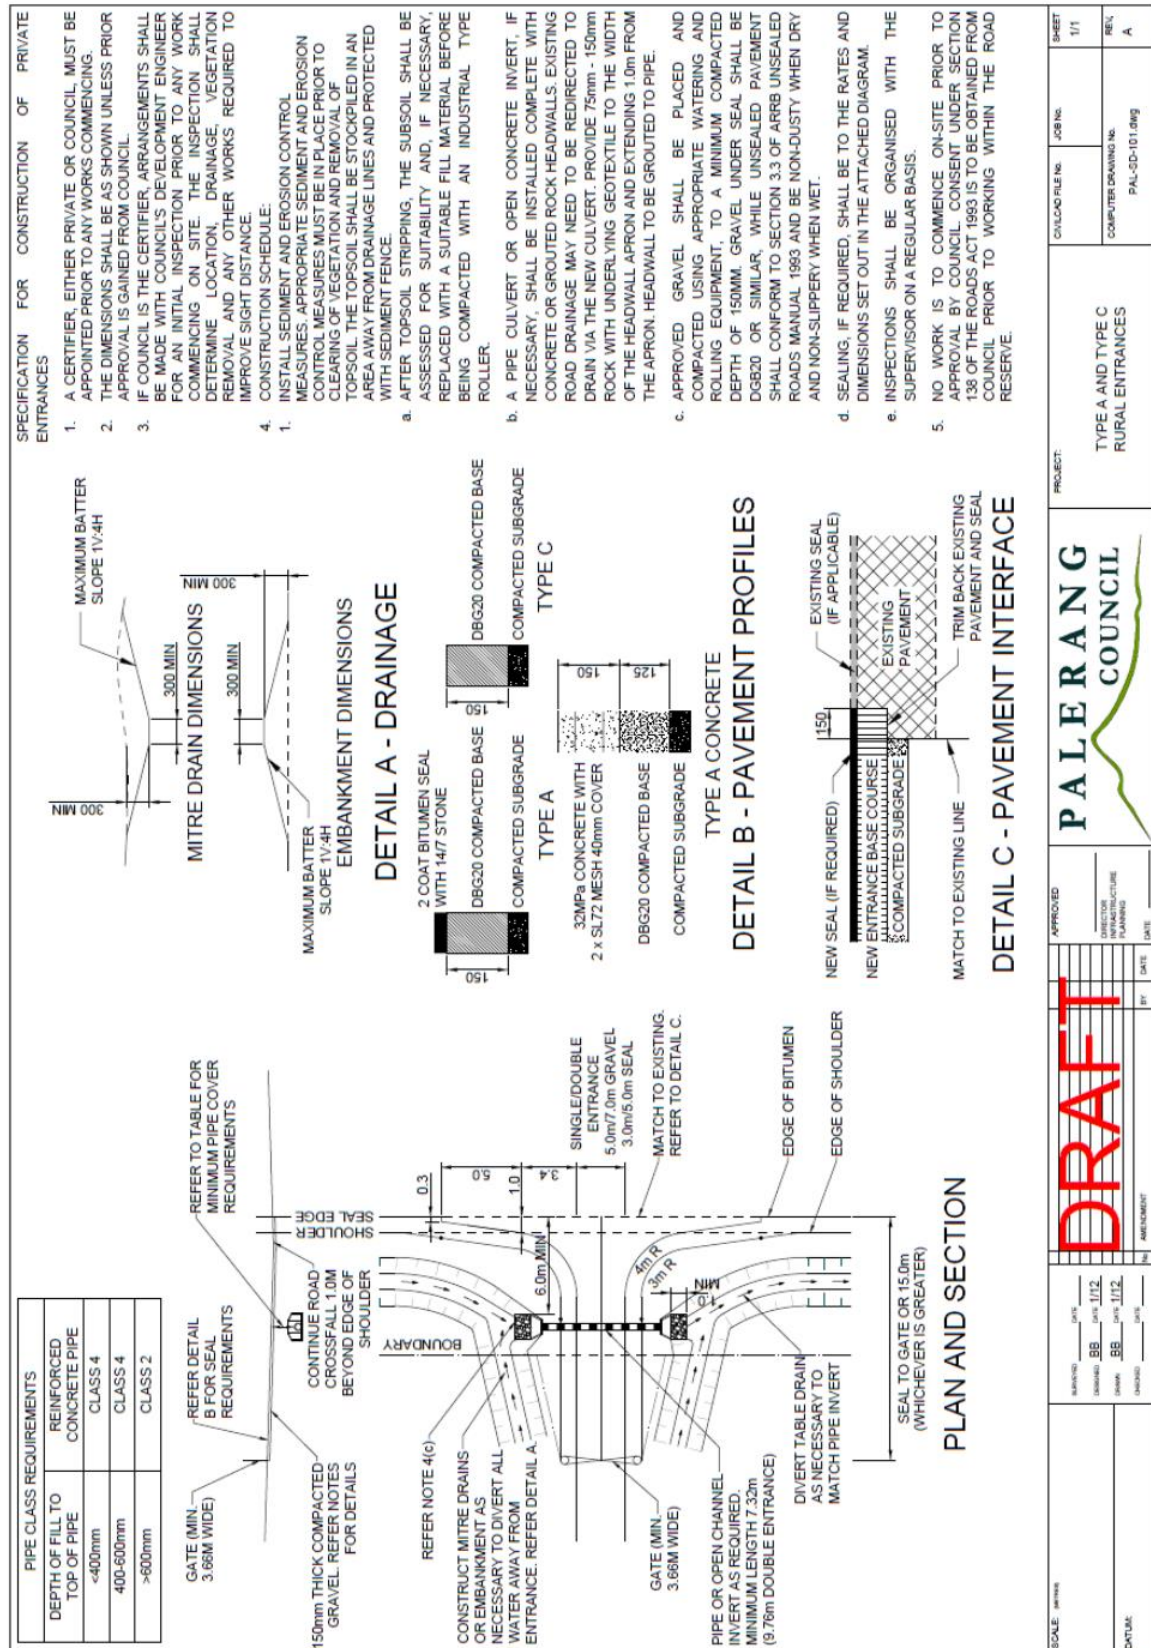 PIPE CLASS REQUIREMENTS
DEPTH OF FILL TO TOP OF PIPE
REINFORCED CONCRETE PIPE
<400mm CLASS 4
400-600mm CLASS 4
>600mm CLASS 2
GATE (MIN.
3.66M WIDE)
REFER DETAIL
B FOR SEAL
REQUIREMENTS
REFER TO TABLE FOR
MINIMUM PIPE COVER
REQUIREMENTS
150mm THICK COMPACTED
GRAVEL. REFER NOTES
FOR DETAILS
CONTINUE ROAD
CROSSFALL 1.0M
BEYOND EDGE OF
SHOULDER
SHOULDER
SEAL EDGE
BOUNDARY
REFER NOTE 4(c)
CONSTRUCT MITRE DRAINS
OR EMBANKMENT AS
NECESSARY TO DIVERT ALL
WATER AWAY FROM
ENTRANCE. REFER DETAIL A.
0.3
5.0
1.0
3.4
6.0m MIN
SINGLE/DOUBLE
ENTRANCE
5.0m/7.0m GRAVEL
3.0m/5.0m SEAL
MATCH TO EXISTING.
REFER TO DETAIL C.
4m R
3m R
1.0
MIN
GATE (MIN.
3.66M WIDE)
PIPE OR OPEN CHANNEL
INVERT AS REQUIRED.
MINIMUM LENGTH 7.32m
(9.76m DOUBLE ENTRANCE)
DIVERT TABLE DRAIN
AS NECESSARY TO
MATCH PIPE INVERT
EDGE OF BITUMEN
EDGE OF SHOULDER
SEAL TO GATE OR 15.0m
(WHICHEVER IS GREATER)
PLAN AND SECTION
300 MIN
300 MIN
MAXIMUM BATTER
SLOPE 1V:4H
MITRE DRAIN DIMENSIONS
300 MIN
300 MIN
MAXIMUM BATTER
SLOPE 1V:4H
EMBANKMENT DIMENSIONS
DETAIL A - DRAINAGE
2 COAT BITUMEN SEAL
WITH 14/7 STONE
150
DBG20 COMPACTED BASE
COMPACTED SUBGRADE
TYPE A
150
DBG20 COMPACTED BASE
COMPACTED SUBGRADE
TYPE C
32MPa CONCRETE WITH
2 x SL72 MESH 40mm COVER
DBG20 COMPACTED BASE
COMPACTED SUBGRADE
150
125
TYPE A CONCRETE
DETAIL B - PAVEMENT PROFILES
NEW SEAL (IF REQUIRED)
NEW ENTRANCE BASE COURSE
COMPACTED SUBGRADE
MATCH TO EXISTING LINE
150
EXISTING SEAL
(IF APPLICABLE)
EXISTING
PAVEMENT
TRIM BACK EXISTING
PAVEMENT AND SEAL
DETAIL C - PAVEMENT INTERFACE
SPECIFICATION FOR CONSTRUCTION OF PRIVATE
ENTRANCES
1. A CERTIFIER, EITHER PRIVATE OR COUNCIL, MUST BE
APPOINTED PRIOR TO ANY WORKS COMMENCING.
2. THE DIMENSIONS SHALL BE AS SHOWN UNLESS PRIOR
APPROVAL IS GAINED FROM COUNCIL.
3. IF COUNCIL IS THE CERTIFIER, ARRANGEMENTS SHALL
BE MADE WITH COUNCIL'S DEVELOPMENT ENGINEER
FOR AN INITIAL INSPECTION PRIOR TO ANY WORK
COMMENCING ON SITE. THE INSPECTION SHALL
DETERMINE LOCATION, DRAINAGE, VEGETATION
REMOVAL AND ANY OTHER WORKS REQUIRED TO
IMPROVE SIGHT DISTANCE.
4. CONSTRUCTION SCHEDULE:
1. INSTALL SEDIMENT AND EROSION CONTROL
MEASURES. APPROPRIATE SEDIMENT AND EROSION
CONTROL MEASURES MUST BE IN PLACE PRIOR TO
CLEARING OF VEGETATION AND REMOVAL OF
TOPSOIL. THE TOPSOIL SHALL BE STOCKPILED IN AN
AREA AWAY FROM DRAINAGE LINES AND PROTECTED
WITH SEDIMENT FENCE.
a. AFTER TOPSOIL STRIPPING, THE SUBSOIL SHALL BE
ASSESSED FOR SUITABILITY AND, IF NECESSARY,
REPLACED WITH A SUITABLE FILL MATERIAL BEFORE
BEING COMPACTED WITH AN INDUSTRIAL TYPE
ROLLER.
b. A PIPE CULVERT OR OPEN CONCRETE INVERT, IF
NECESSARY, SHALL BE INSTALLED COMPLETE WITH
CONCRETE OR GROUTED ROCK HEADWALLS. EXISTING
ROAD DRAINAGE MAY NEED TO BE REDIRECTED TO
DRAIN VIA THE NEW CULVERT. PROVIDE 75mm - 150mm
ROCK WITH UNDERLYING GEOTEXTILE TO THE WIDTH
OF THE HEADWALL APRON AND EXTENDING 1.0m FROM
THE APRON. HEADWALL TO BE GROUTED TO PIPE.
c. APPROVED GRAVEL SHALL BE PLACED AND
COMPACTED USING APPROPRIATE WATERING AND
ROLLING EQUIPMENT, TO A MINIMUM COMPACTED
DEPTH OF 150MM. GRAVEL UNDER SEAL SHALL BE
DGB20 OR SIMILAR, WHILE UNSEALED PAVEMENT
SHALL CONFORM TO SECTION 3.3 OF ARRB UNSEALED
ROADS MANUAL 1993 AND BE NON-DUSTY WHEN DRY
AND NON-SLIPPERY WHEN WET.
d. SEALING, IF REQUIRED, SHALL BE TO THE RATES AND
DIMENSIONS SET OUT IN THE ATTACHED DIAGRAM.
e. INSPECTIONS SHALL BE ORGANISED WITH THE
SUPERVISOR ON A REGULAR BASIS.
5. NO WORK IS TO COMMENCE ON-SITE PRIOR TO
APPROVAL BY COUNCIL. CONSENT UNDER SECTION
138 OF THE ROADS ACT 1993 IS TO BE OBTAINED FROM
COUNCIL PRIOR TO WORKING WITHIN THE ROAD
RESERVE.
SCALE: (METRES)
DATUM:
SURVEYED DATE
DESIGNED BB DATE 1/12
DRAWN BB DATE 1/12
CHECKED DATE
DRAFT
No AMENDMENT BY DATE
APPROVED
DIRECTOR
INFRASTRUCTURE
PLANNING
DATE
PALERANG
COUNCIL
PROJECT:
TYPE A AND TYPE C
RURAL ENTRANCES
CIVILCAD FILE No.
JOB No.
SHEET
1/1
COMPUTER DRAWING No.
PAL-SD-101.dwg
REV.
A